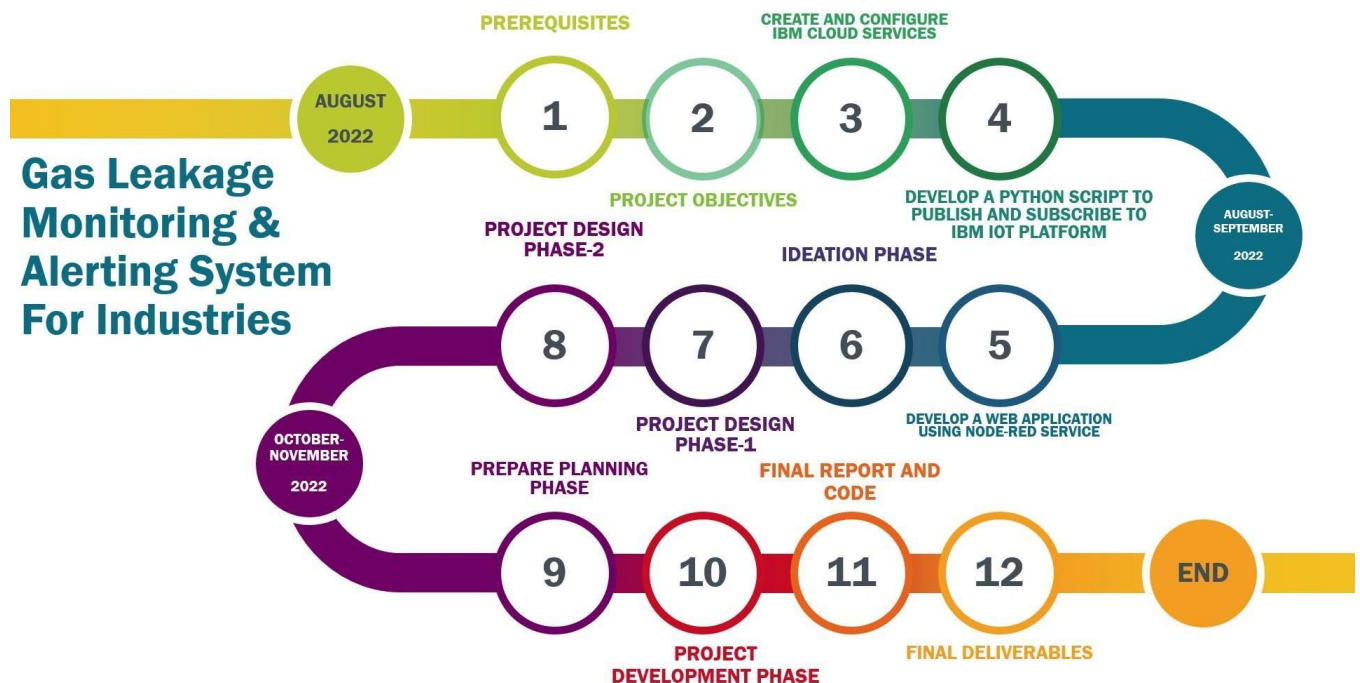 Gas Leakage
Monitoring &
Alerting System
For Industries
AUGUST
2022
PREREQUISITES
1
2
PROJECT OBJECTIVES
CREATE AND CONFIGURE
IBM CLOUD SERVICES
3
4
DEVELOP A PYTHON SCRIPT TO
PUBLISH AND SUBSCRIBE TO
IBM IOT PLATFORM
AUGUST-
SEPTEMBER
2022
5
DEVELOP A WEB APPLICATION
USING NODE-RED SERVICE
IDEATION PHASE
6
7
PROJECT DESIGN
PHASE-1
PROJECT DESIGN
PHASE-2
8
OCTOBER-
NOVEMBER
2022
PREPARE PLANNING
PHASE
9
10
PROJECT
DEVELOPMENT PHASE
FINAL REPORT AND
CODE
11
12
FINAL DELIVERABLES
END